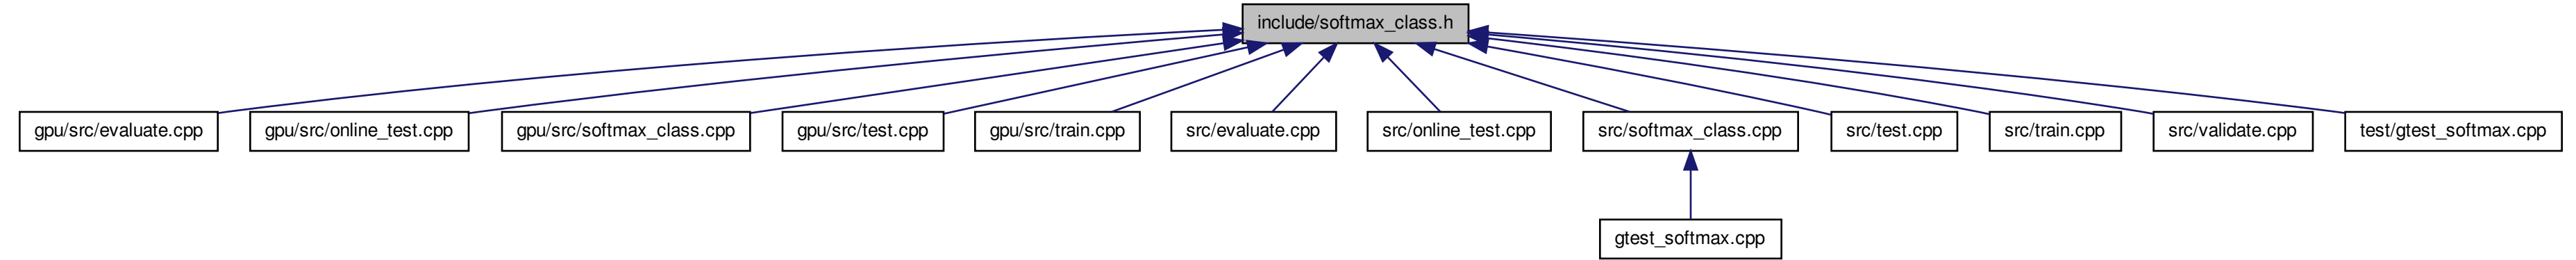 include/softmax_class.h
gpu/src/evaluate.cpp
gpu/src/online_test.cpp
gpu/src/softmax_class.cpp
gpu/src/test.cpp
gpu/src/train.cpp
src/evaluate.cpp
src/online_test.cpp
src/softmax_class.cpp
src/test.cpp
src/train.cpp
src/validate.cpp
test/gtest_softmax.cpp
gtest_softmax.cpp